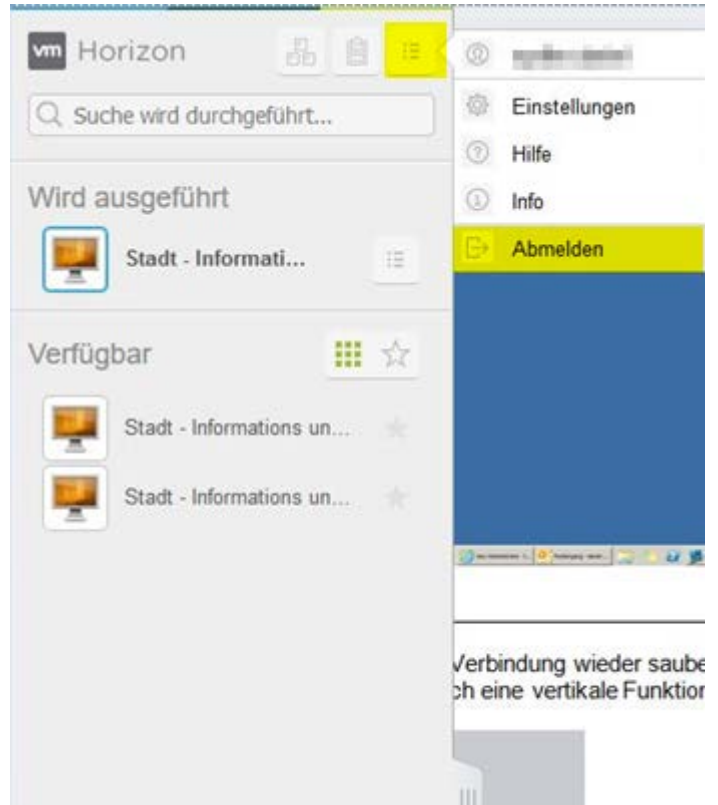 vm Horizon
Suche wird durchgeführt...
Wird ausgeführt
Stadt - Informati...
Verfügbar
Stadt - Informations un...
Stadt - Informations un...
Einstellungen
Hilfe
Info
Abmelden
Verbindung wieder saube
ch eine vertikale Funktion